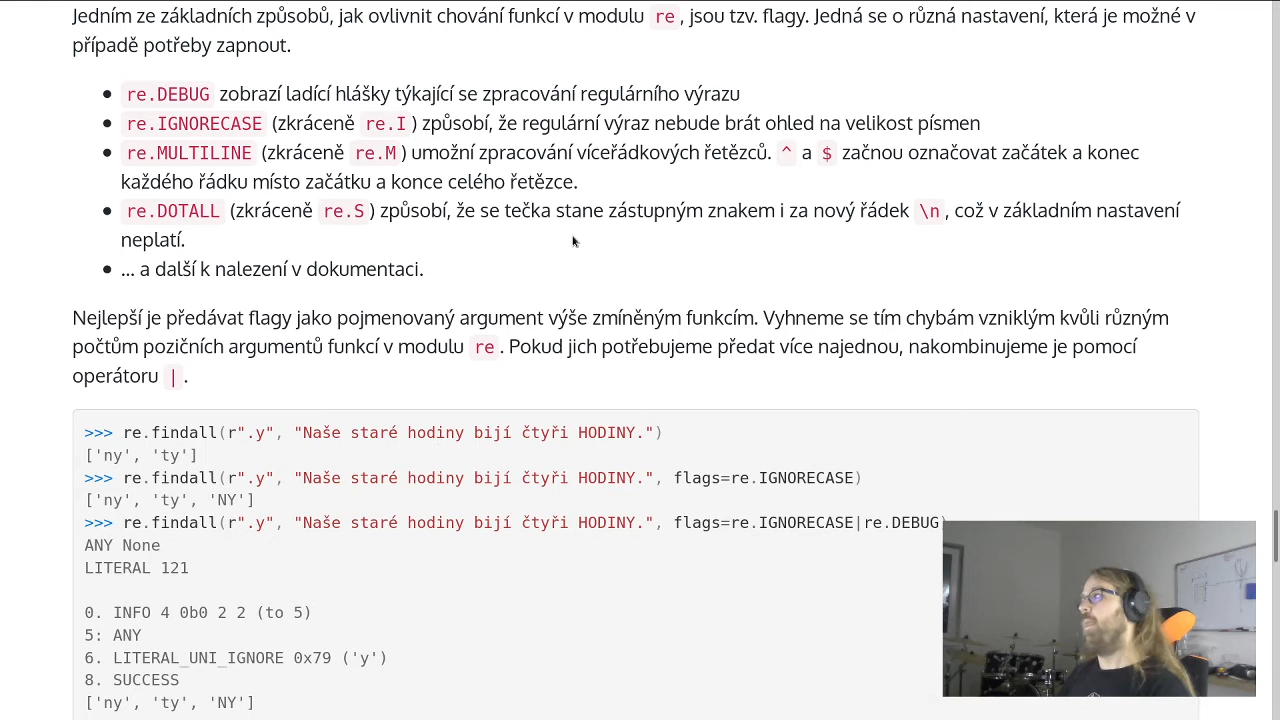 Jedním ze základních způsobů, jak ovlivnit chování funkcí v modulu re, jsou tzv. flagy. Jedná se o různá nastavení, která je možné v
případě potřeby zapnout.
re.DEBUG zobrazí ladící hlášky týkající se zpracování regulárního výrazu
re.IGNORECASE (zkráceně re.I) způsobí, že regulární výraz nebude brát ohled na velikost písmen
re.MULTILINE (zkráceně re.M) umožní zpracování víceřádkových řetězců. ^ a $ začnou označovat začátek a konec
každého řádku místo začátku a konce celého řetězce.
re.DOTALL (zkráceně re.S) způsobí, že se tečka stane zástupným znakem i za nový řádek \n, což v základním nastavení
neplatí.
... a další k nalezení v dokumentaci.
Nejlepší je předávat flagy jako pojmenovaný argument výše zmíněným funkcím. Vyhneme se tím chybám vzniklým kvůli různým
počtům pozičních argumentů funkcí v modulu re. Pokud jich potřebujeme předat více najednou, nakombinujeme je pomocí
operátoru |.
>>> re.findall(r".y", "Naše staré hodiny bijí čtyři HODINY.")
['ny', 'ty']
>>> re.findall(r".y", "Naše staré hodiny bijí čtyři HODINY.", flags=re.IGNORECASE)
['ny', 'ty', 'NY']
>>> re.findall(r".y", "Naše staré hodiny bijí čtyři HODINY.", flags=re.IGNORECASE|re.DEBUG)
ANY None
LITERAL 121
0. INFO 4 0b0 2 2 (to 5)
5: ANY
6. LITERAL_UNI_IGNORE 0x79 ('y')
8. SUCCESS
['ny', 'ty', 'NY']